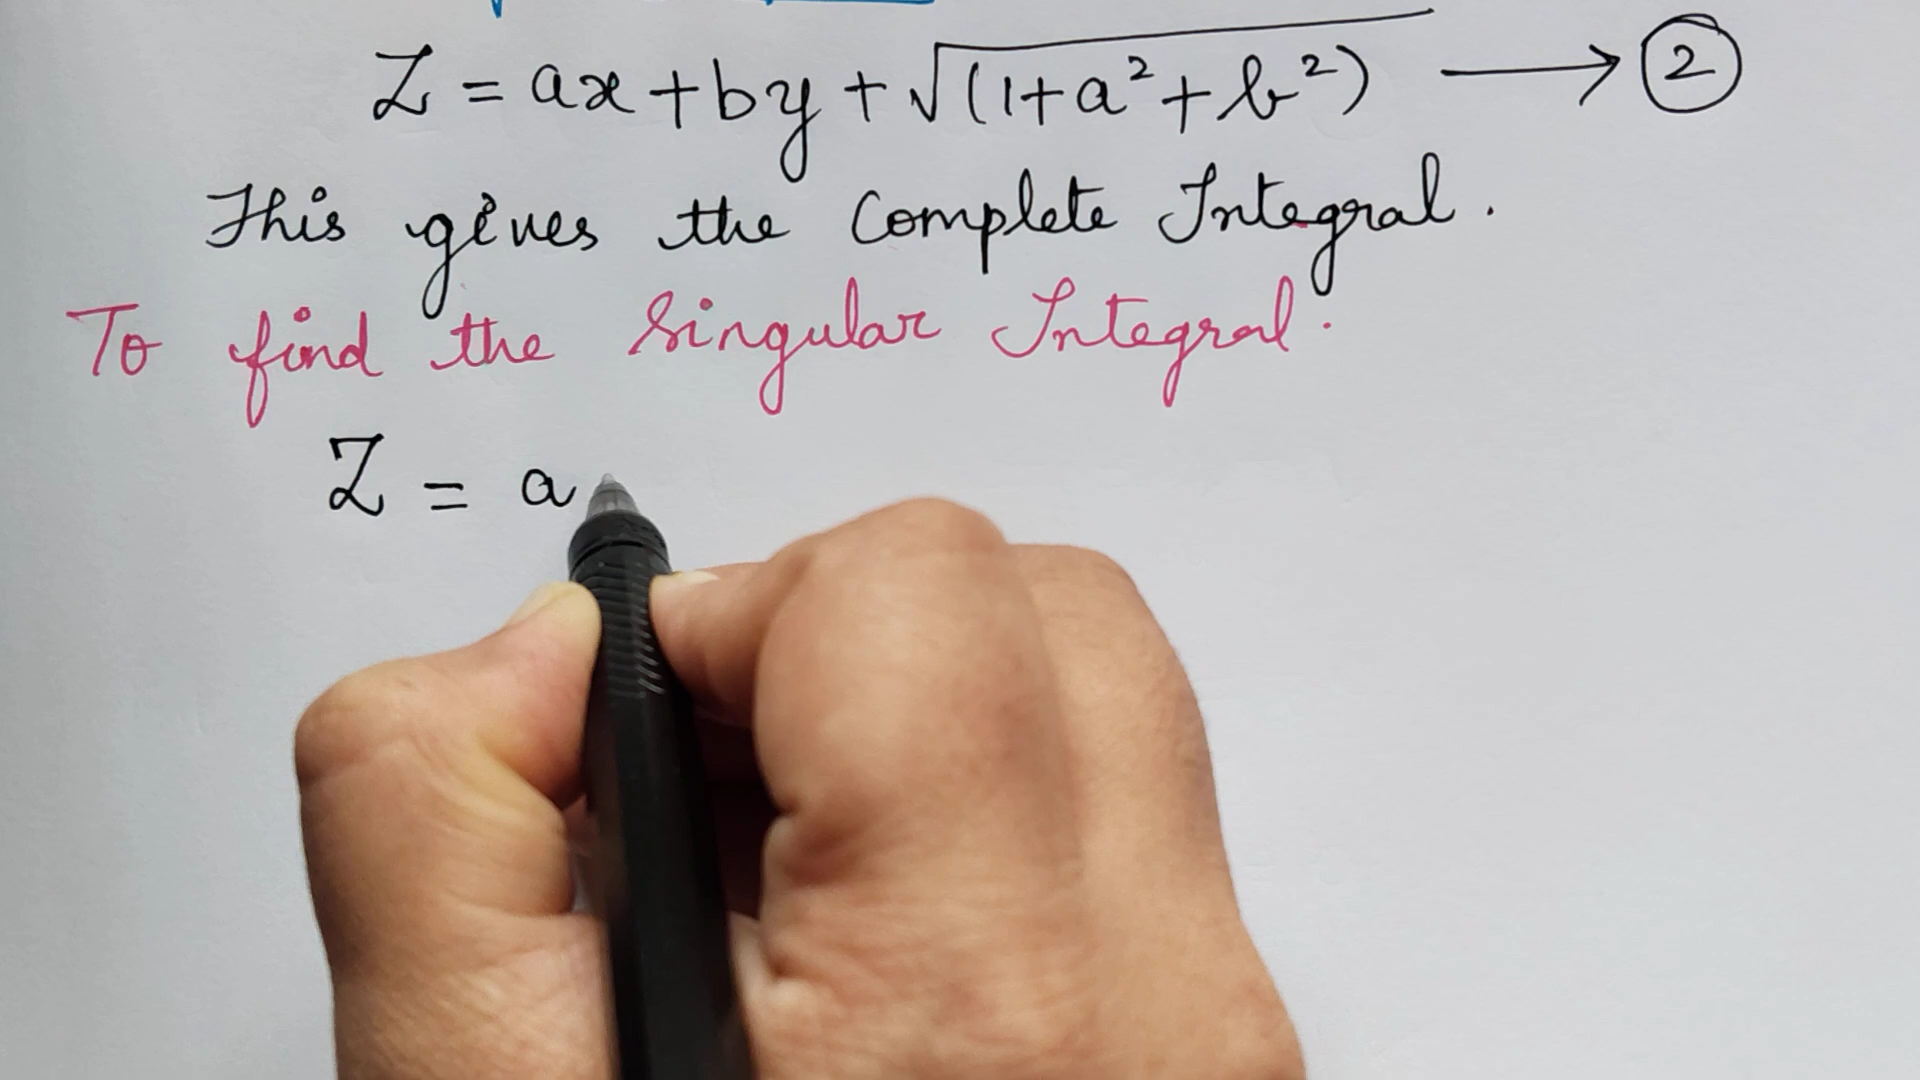 Z = ax + by + √(1+a²+b²) → ②
This gives the Complete Integral.
To find the Singular Integral.
Z = a